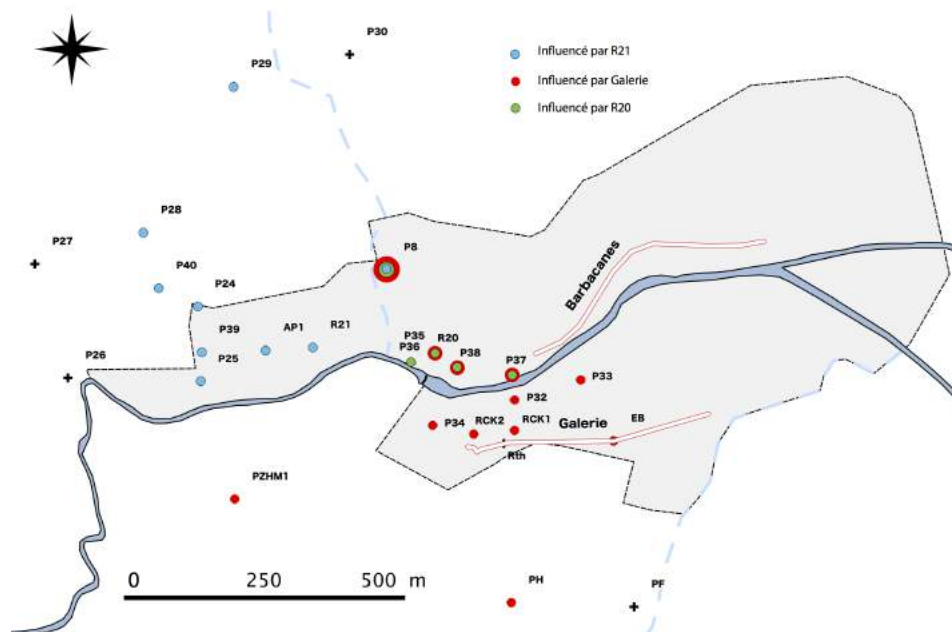 P30
P29
Influencé par R21
Influencé par Galerie
Influencé par R20
P28
P27
P8
P40
P24
Barbacanes
P39
AP1
R21
P35
R20
P36
P38
P25
P37
P26
P33
P32
P34
RCK2
RCK1
Galerie
EB
Rth
PZHM1
0 250 500 m
PH
PF